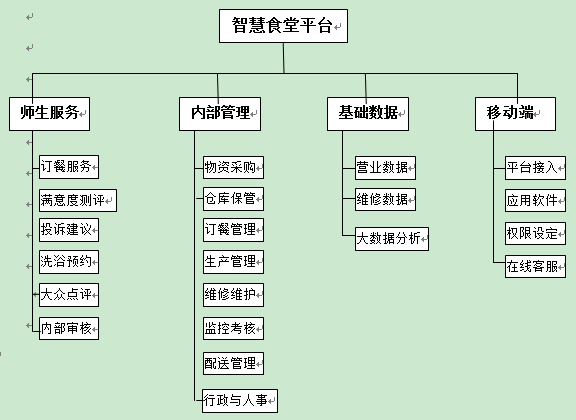 智慧食堂平台
师生服务
内部管理
基础数据
移动端
订餐服务
满意度测评
投诉建议
洗浴预约
大众点评
内部审核
物资采购
仓库保管
订餐管理
生产管理
维修维护
监控考核
配送管理
行政与人事
营业数据
维修数据
大数据分析
平台接入
应用软件
权限设定
在线客服